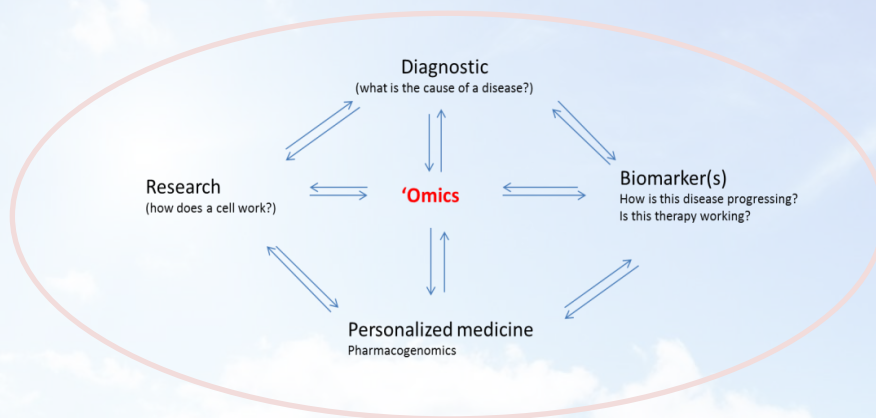 Diagnostic
(what is the cause of a disease?)
Research
(how does a cell work?)
‘Omics
Biomarker(s)
How is this disease progressing?
Is this therapy working?
Personalized medicine
Pharmacogenomics